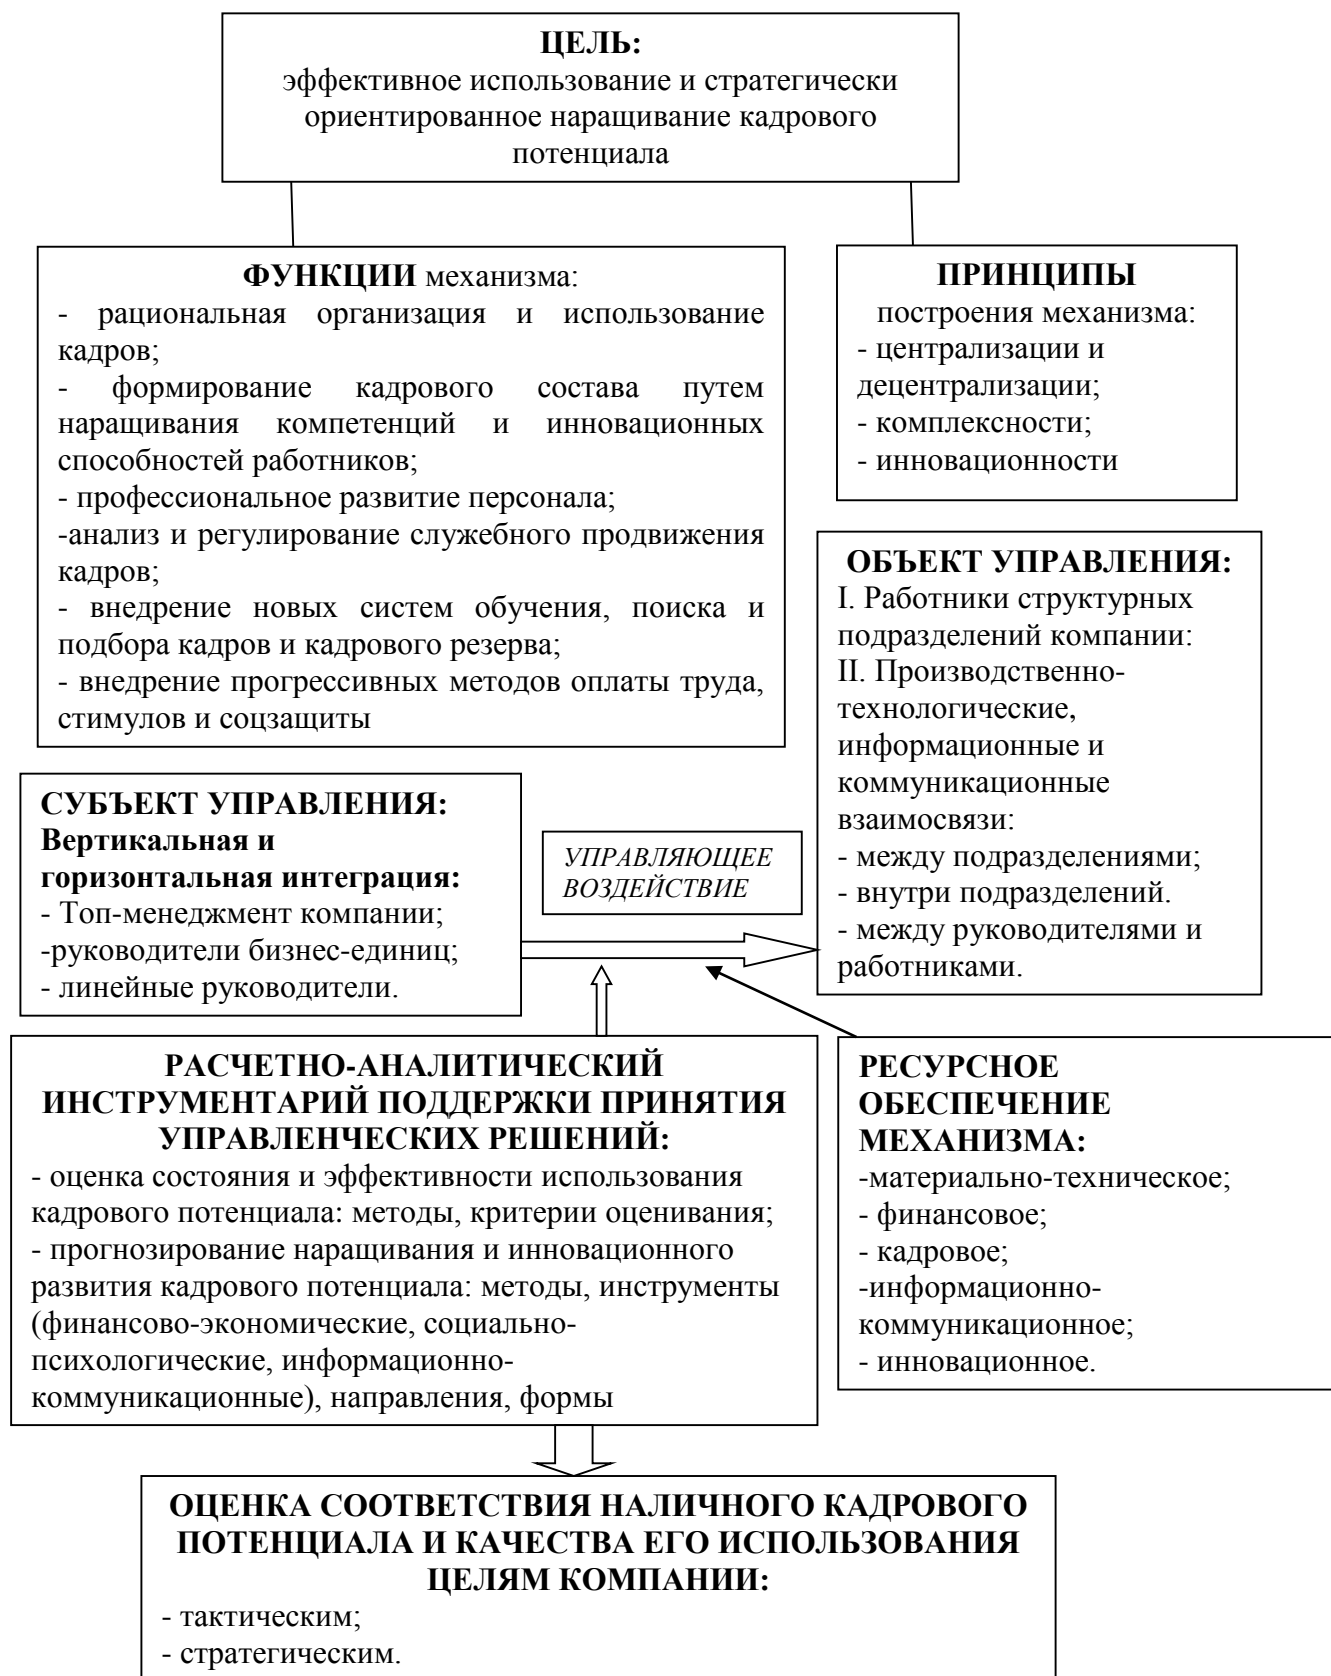 ЦЕЛЬ:
эффективное использование и стратегически
ориентированное наращивание кадрового
потенциала
ФУНКЦИИ механизма:
- рациональная организация и использование
кадров;
- формирование кадрового состава путем
наращивания компетенций и инновационных
способностей работников;
- профессиональное развитие персонала;
-анализ и регулирование служебного продвижения
кадров;
- внедрение новых систем обучения, поиска и
подбора кадров и кадрового резерва;
- внедрение прогрессивных методов оплаты труда,
стимулов и соцзащиты
ПРИНЦИПЫ
построения механизма:
- централизации и
децентрализации;
- комплексности;
- инновационности
ОБЪЕКТ УПРАВЛЕНИЯ:
I. Работники структурных
подразделений компании:
II. Производственно-
технологические,
информационные и
коммуникационные
взаимосвязи:
- между подразделениями;
- внутри подразделений.
- между руководителями и
работниками.
СУБЪЕКТ УПРАВЛЕНИЯ:
Вертикальная и
горизонтальная интеграция:
- Топ-менеджмент компании;
-руководители бизнес-единиц;
- линейные руководители.
УПРАВЛЯЮЩЕЕ
ВОЗДЕЙСТВИЕ
РАСЧЕТНО-АНАЛИТИЧЕСКИЙ
ИНСТРУМЕНТАРИЙ ПОДДЕРЖКИ ПРИНЯТИЯ
УПРАВЛЕНЧЕСКИХ РЕШЕНИЙ:
- оценка состояния и эффективности использования
кадрового потенциала: методы, критерии оценивания;
- прогнозирование наращивания и инновационного
развития кадрового потенциала: методы, инструменты
(финансово-экономические, социально-
психологические, информационно-
коммуникационные), направления, формы
РЕСУРСНОЕ
ОБЕСПЕЧЕНИЕ
МЕХАНИЗМА:
-материально-техническое;
- финансовое;
- кадровое;
-информационно-
коммуникационное;
- инновационное.
ОЦЕНКА СООТВЕТСТВИЯ НАЛИЧНОГО КАДРОВОГО
ПОТЕНЦИАЛА И КАЧЕСТВА ЕГО ИСПОЛЬЗОВАНИЯ
ЦЕЛЯМ КОМПАНИИ:
- тактическим;
- стратегическим.